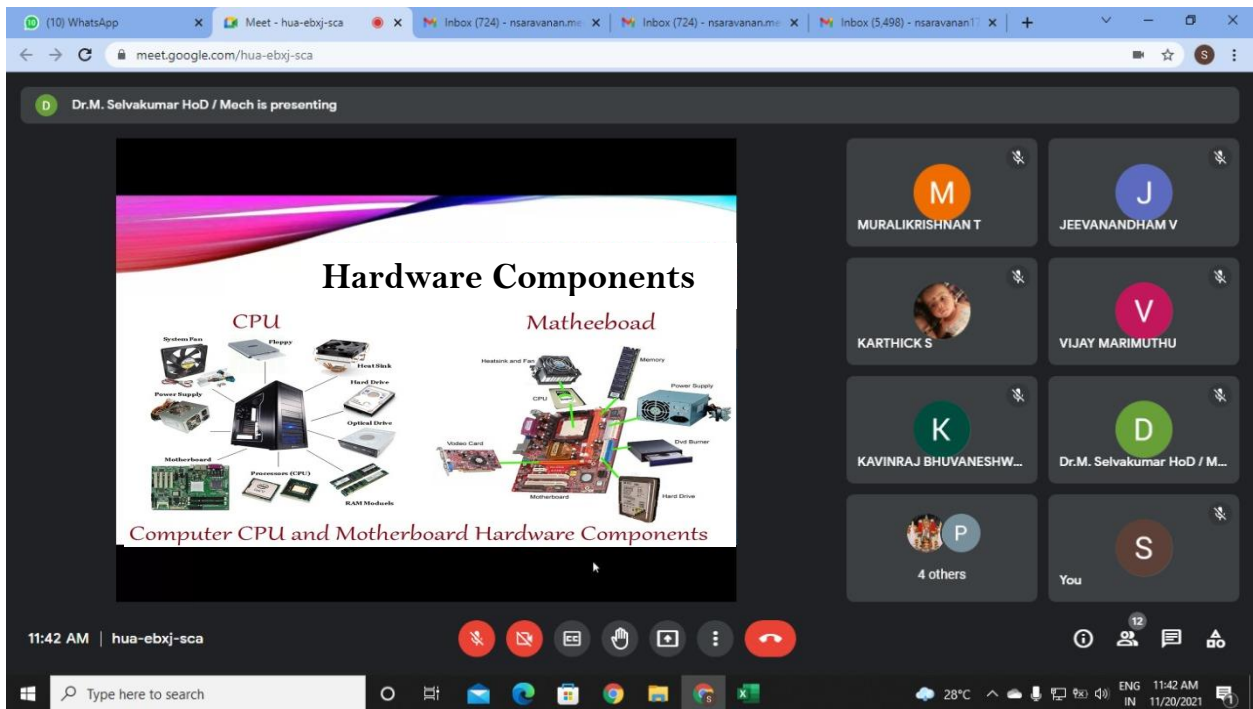 (10) WhatsApp
Meet - hua-ebxj-sca
Inbox (724) - nsaravanan.me
Inbox (724) - nsaravanan.me
Inbox (5,498) - nsaravanan17
meet.google.com/hua-ebxj-sca
S
D Dr.M. Selvakumar HoD / Mech is presenting
Hardware Components
CPU
System Fan
Floppy
Heat Sink
Hard Drive
Power Supply
Optical Drive
Motherboard
Processors (CPU)
RAM Moduels
Matheeboad
Heatsink and Fan
Memory
CPU
Power Supply
Video Card
Dvd Burner
Motherboard
Hard Drive
Computer CPU and Motherboard Hardware Components
M
MURALIKRISHNAN T
J
JEEVANANDHAM V
KARTHICK S
V
VIJAY MARIMUTHU
K
KAVINRAJ BHUVANESHW...
D
Dr.M. Selvakumar HoD / M...
P
4 others
S
You
11:42 AM | hua-ebxj-sca
12
Type here to search
28°C
ENG
IN
11:42 AM
11/20/2021